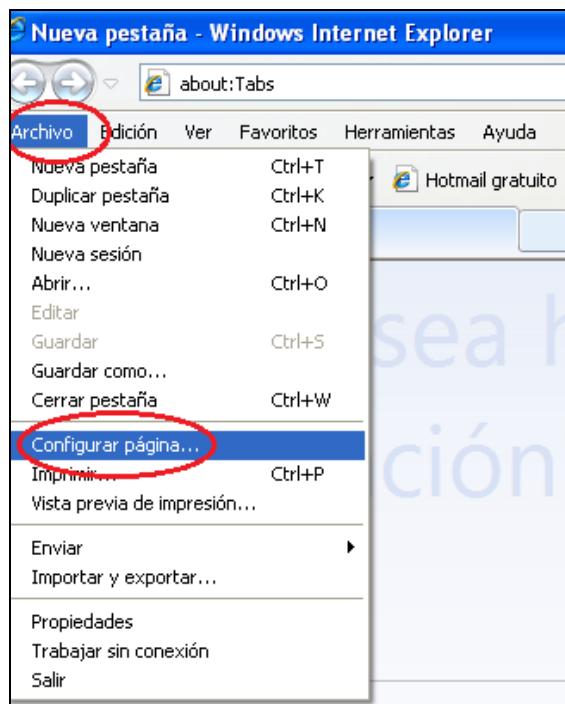 Nueva pestaña - Windows Internet Explorer
about:Tabs
Archivo Edición Ver Favoritos Herramientas Ayuda
Nueva pestaña Ctrl+T
Hotmail gratuito
Duplicar pestaña Ctrl+K
Nueva ventana Ctrl+N
Nueva sesión
Abrir... Ctrl+O
Editar
Guardar Ctrl+S
Guardar como...
Cerrar pestaña Ctrl+W
Configurar página...
Imprimir... Ctrl+P
Vista previa de impresión...
Enviar
Importar y exportar...
Propiedades
Trabajar sin conexión
Salir